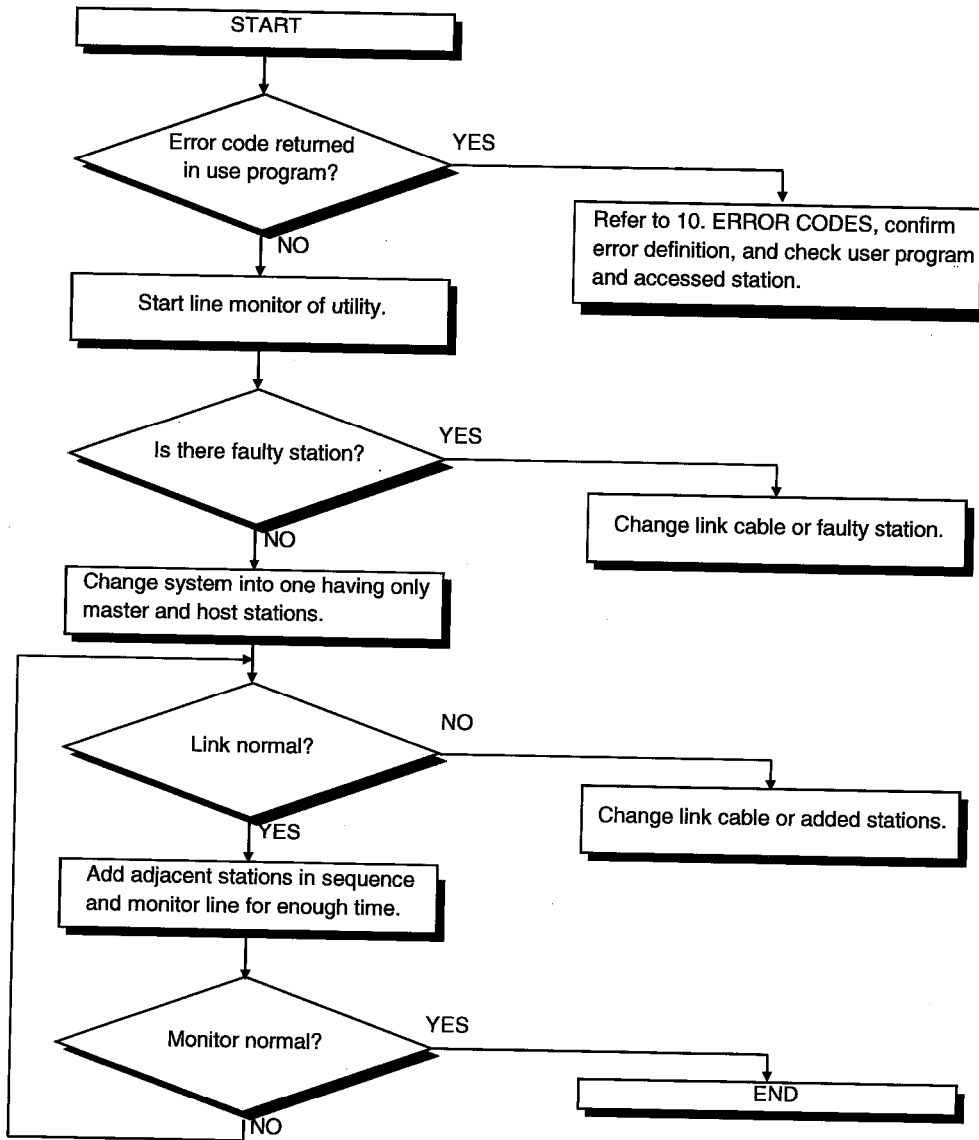 START
Error code returned
in use program?
YES
Refer to 10. ERROR CODES, confirm
error definition, and check user program
and accessed station.
NO
Start line monitor of utility.
Is there faulty station?
YES
Change link cable or faulty station.
NO
Change system into one having only
master and host stations.
Link normal?
NO
Change link cable or added stations.
YES
Add adjacent stations in sequence
and monitor line for enough time.
Monitor normal?
YES
END
NO